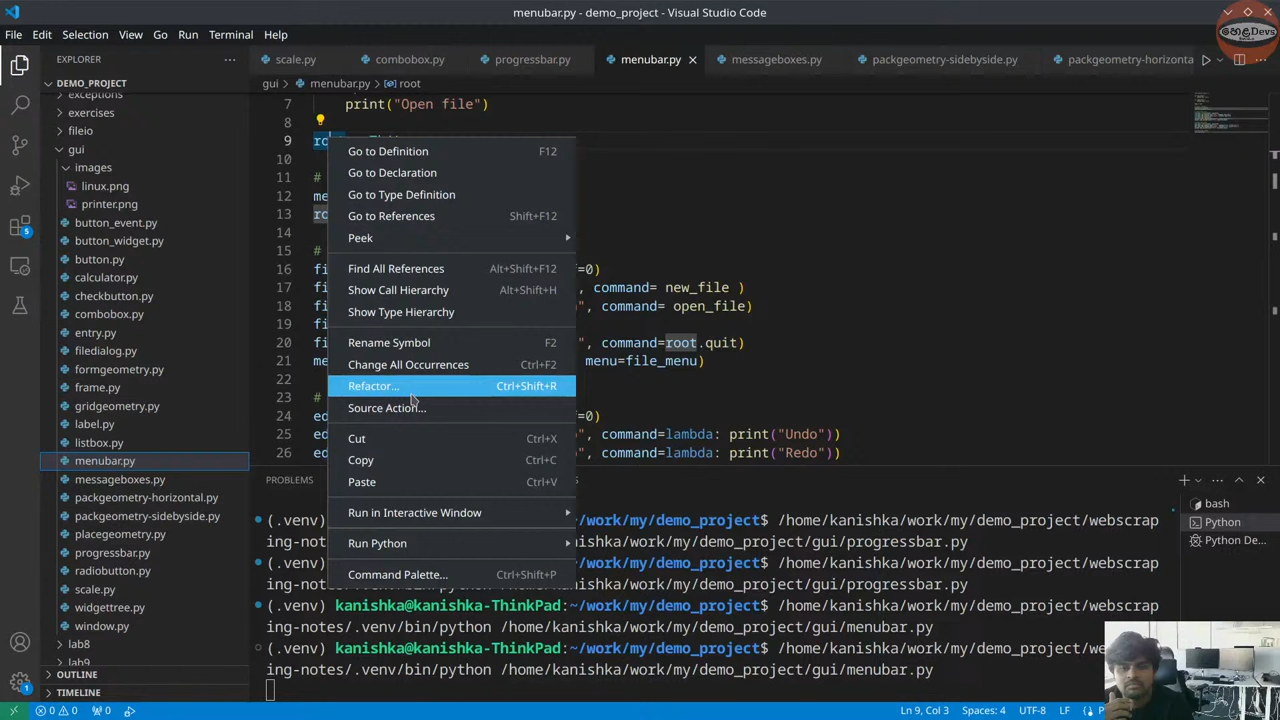 menubar.py - demo_project - Visual Studio Code
File Edit Selection View Go Run Terminal Help
EXPLORER
scale.py
combobox.py
progressbar.py
menubar.py
messageboxes.py
packgeometry-sidebyside.py
packgeometry-horizonta
DEMO_PROJECT
gui > menubar.py > root
exceptions
exercises
fileio
gui
images
linux.png
printer.png
button_event.py
button_widget.py
button.py
calculator.py
checkbutton.py
combobox.py
entry.py
filedialog.py
formgeometry.py
frame.py
gridgeometry.py
label.py
listbox.py
menubar.py
messageboxes.py
packgeometry-horizontal.py
packgeometry-sidebyside.py
placegeometry.py
progressbar.py
radiobutton.py
scale.py
widgettree.py
window.py
lab8
lab9
OUTLINE
TIMELINE
7 print("Open file")
8
9 ro
10
11 #
12 me
13 ro
14
15 #
16 fi =0)
17 fi , command= new_file )
18 fi ", command= open_file)
19 fi
20 fi ", command=root.quit)
21 me menu=file_menu)
22
23 #
24 ed =0)
25 ed ", command=lambda: print("Undo"))
26 ed ", command=lambda: print("Redo"))
Go to Definition F12
Go to Declaration
Go to Type Definition
Go to References Shift+F12
Peek
Find All References Alt+Shift+F12
Show Call Hierarchy Alt+Shift+H
Show Type Hierarchy
Rename Symbol F2
Change All Occurrences Ctrl+F2
Refactor... Ctrl+Shift+R
Source Action...
Cut Ctrl+X
Copy Ctrl+C
Paste Ctrl+V
Run in Interactive Window
Run Python
Command Palette... Ctrl+Shift+P
PROBLEMS
(.venv) :~/work/my/demo_project$ /home/kanishka/work/my/demo_project/webscrap
ing-n /gui/progressbar.py
(.venv) :~/work/my/demo_project$ /home/kanishka/work/my/demo_project/webscrap
ing-notes/.venv/bin/python /home/kanishka/work/my/demo_project/gui/progressbar.py
(.venv) kanishka@kanishka-ThinkPad:~/work/my/demo_project$ /home/kanishka/work/my/demo_project/webscrap
ing-notes/.venv/bin/python /home/kanishka/work/my/demo_project/gui/menubar.py
(.venv) kanishka@kanishka-ThinkPad:~/work/my/demo_project$ /home/kanishka/work/my/demo_project/we
ing-notes/.venv/bin/python /home/kanishka/work/my/demo_project/gui/menubar.py
bash
Python
Python De...
5
1
0 0 0
Ln 9, Col 3 Spaces: 4 UTF-8 LF